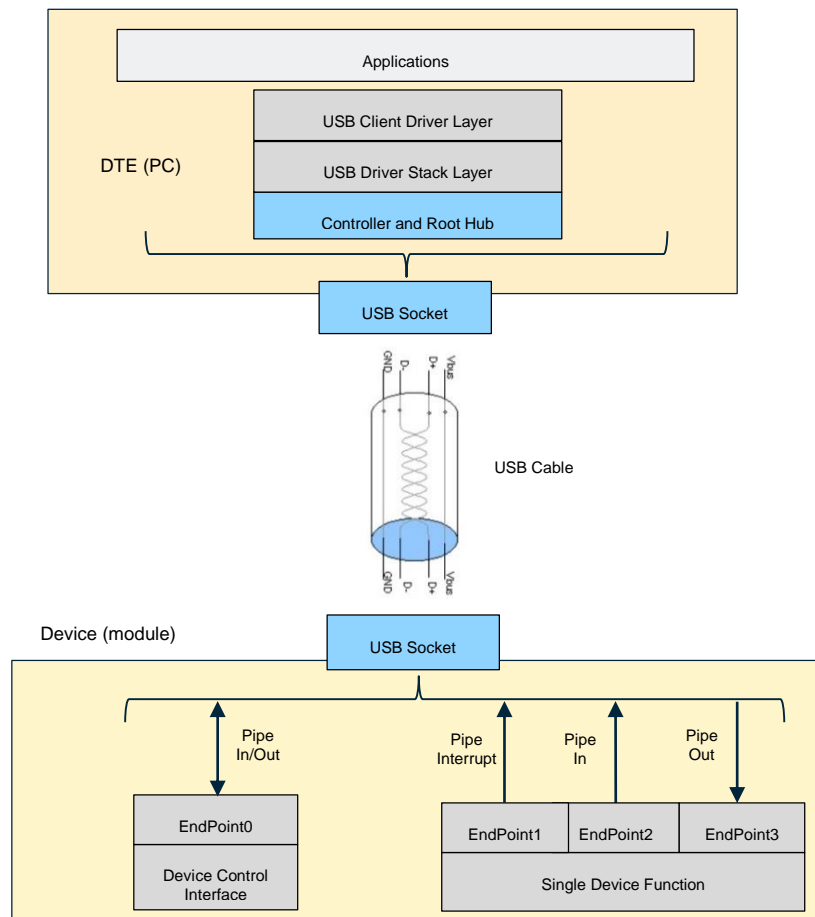 Applications
USB Client Driver Layer
DTE (PC)
USB Driver Stack Layer
Controller and Root Hub
USB Socket
GND
D-
D+
Vbus
USB Cable
GND
D-
D+
Vbus
Device (module)
USB Socket
Pipe
In/Out
Pipe
Interrupt
Pipe
In
Pipe
Out
EndPoint0
EndPoint1
EndPoint2
EndPoint3
Device Control
Interface
Single Device Function